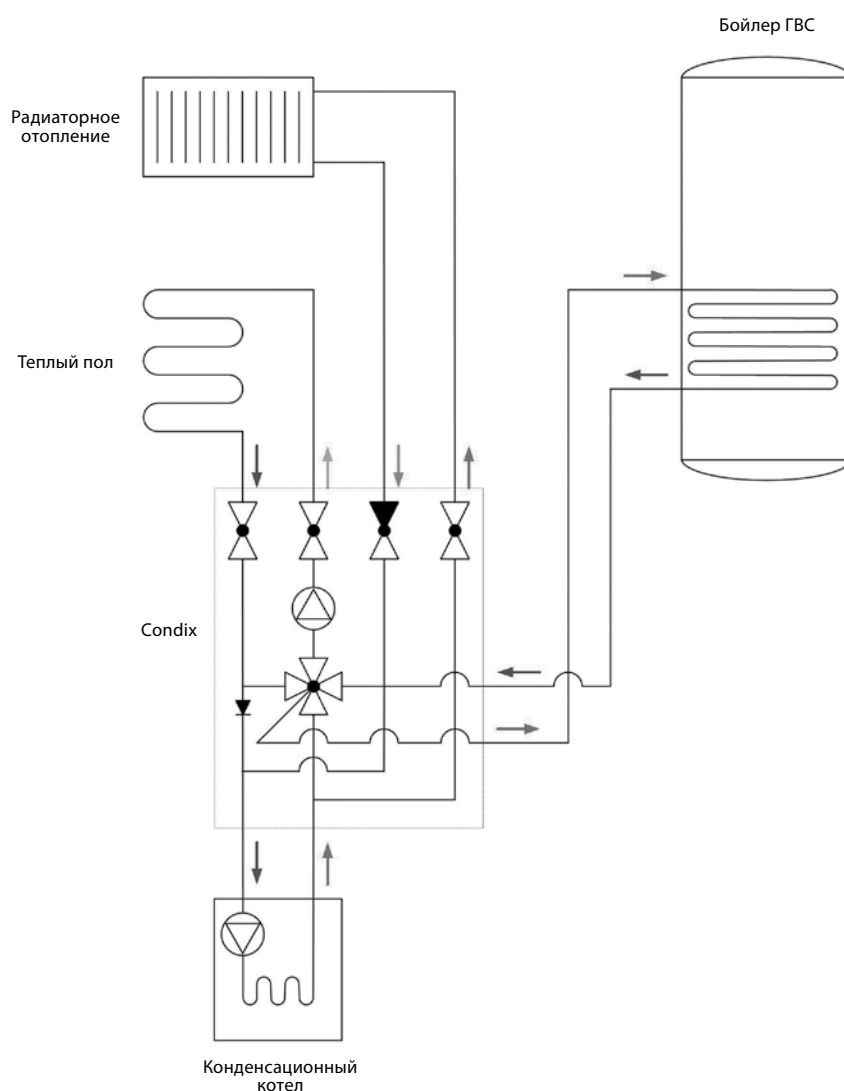 Бойлер ГВС
Радиаторное
отопление
Теплый пол
Condix
Конденсационный
котел